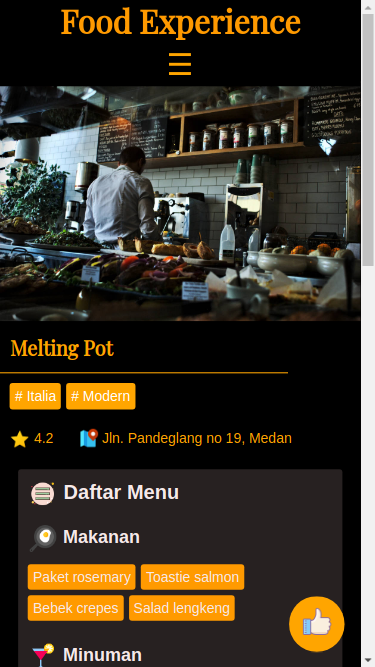 Food Experience
☰
Melting Pot
# Italia # Modern
4.2 Jln. Pandeglang no 19, Medan
Daftar Menu
Makanan
Paket rosemary Toastie salmon
Bebek crepes Salad lengkeng
Minuman